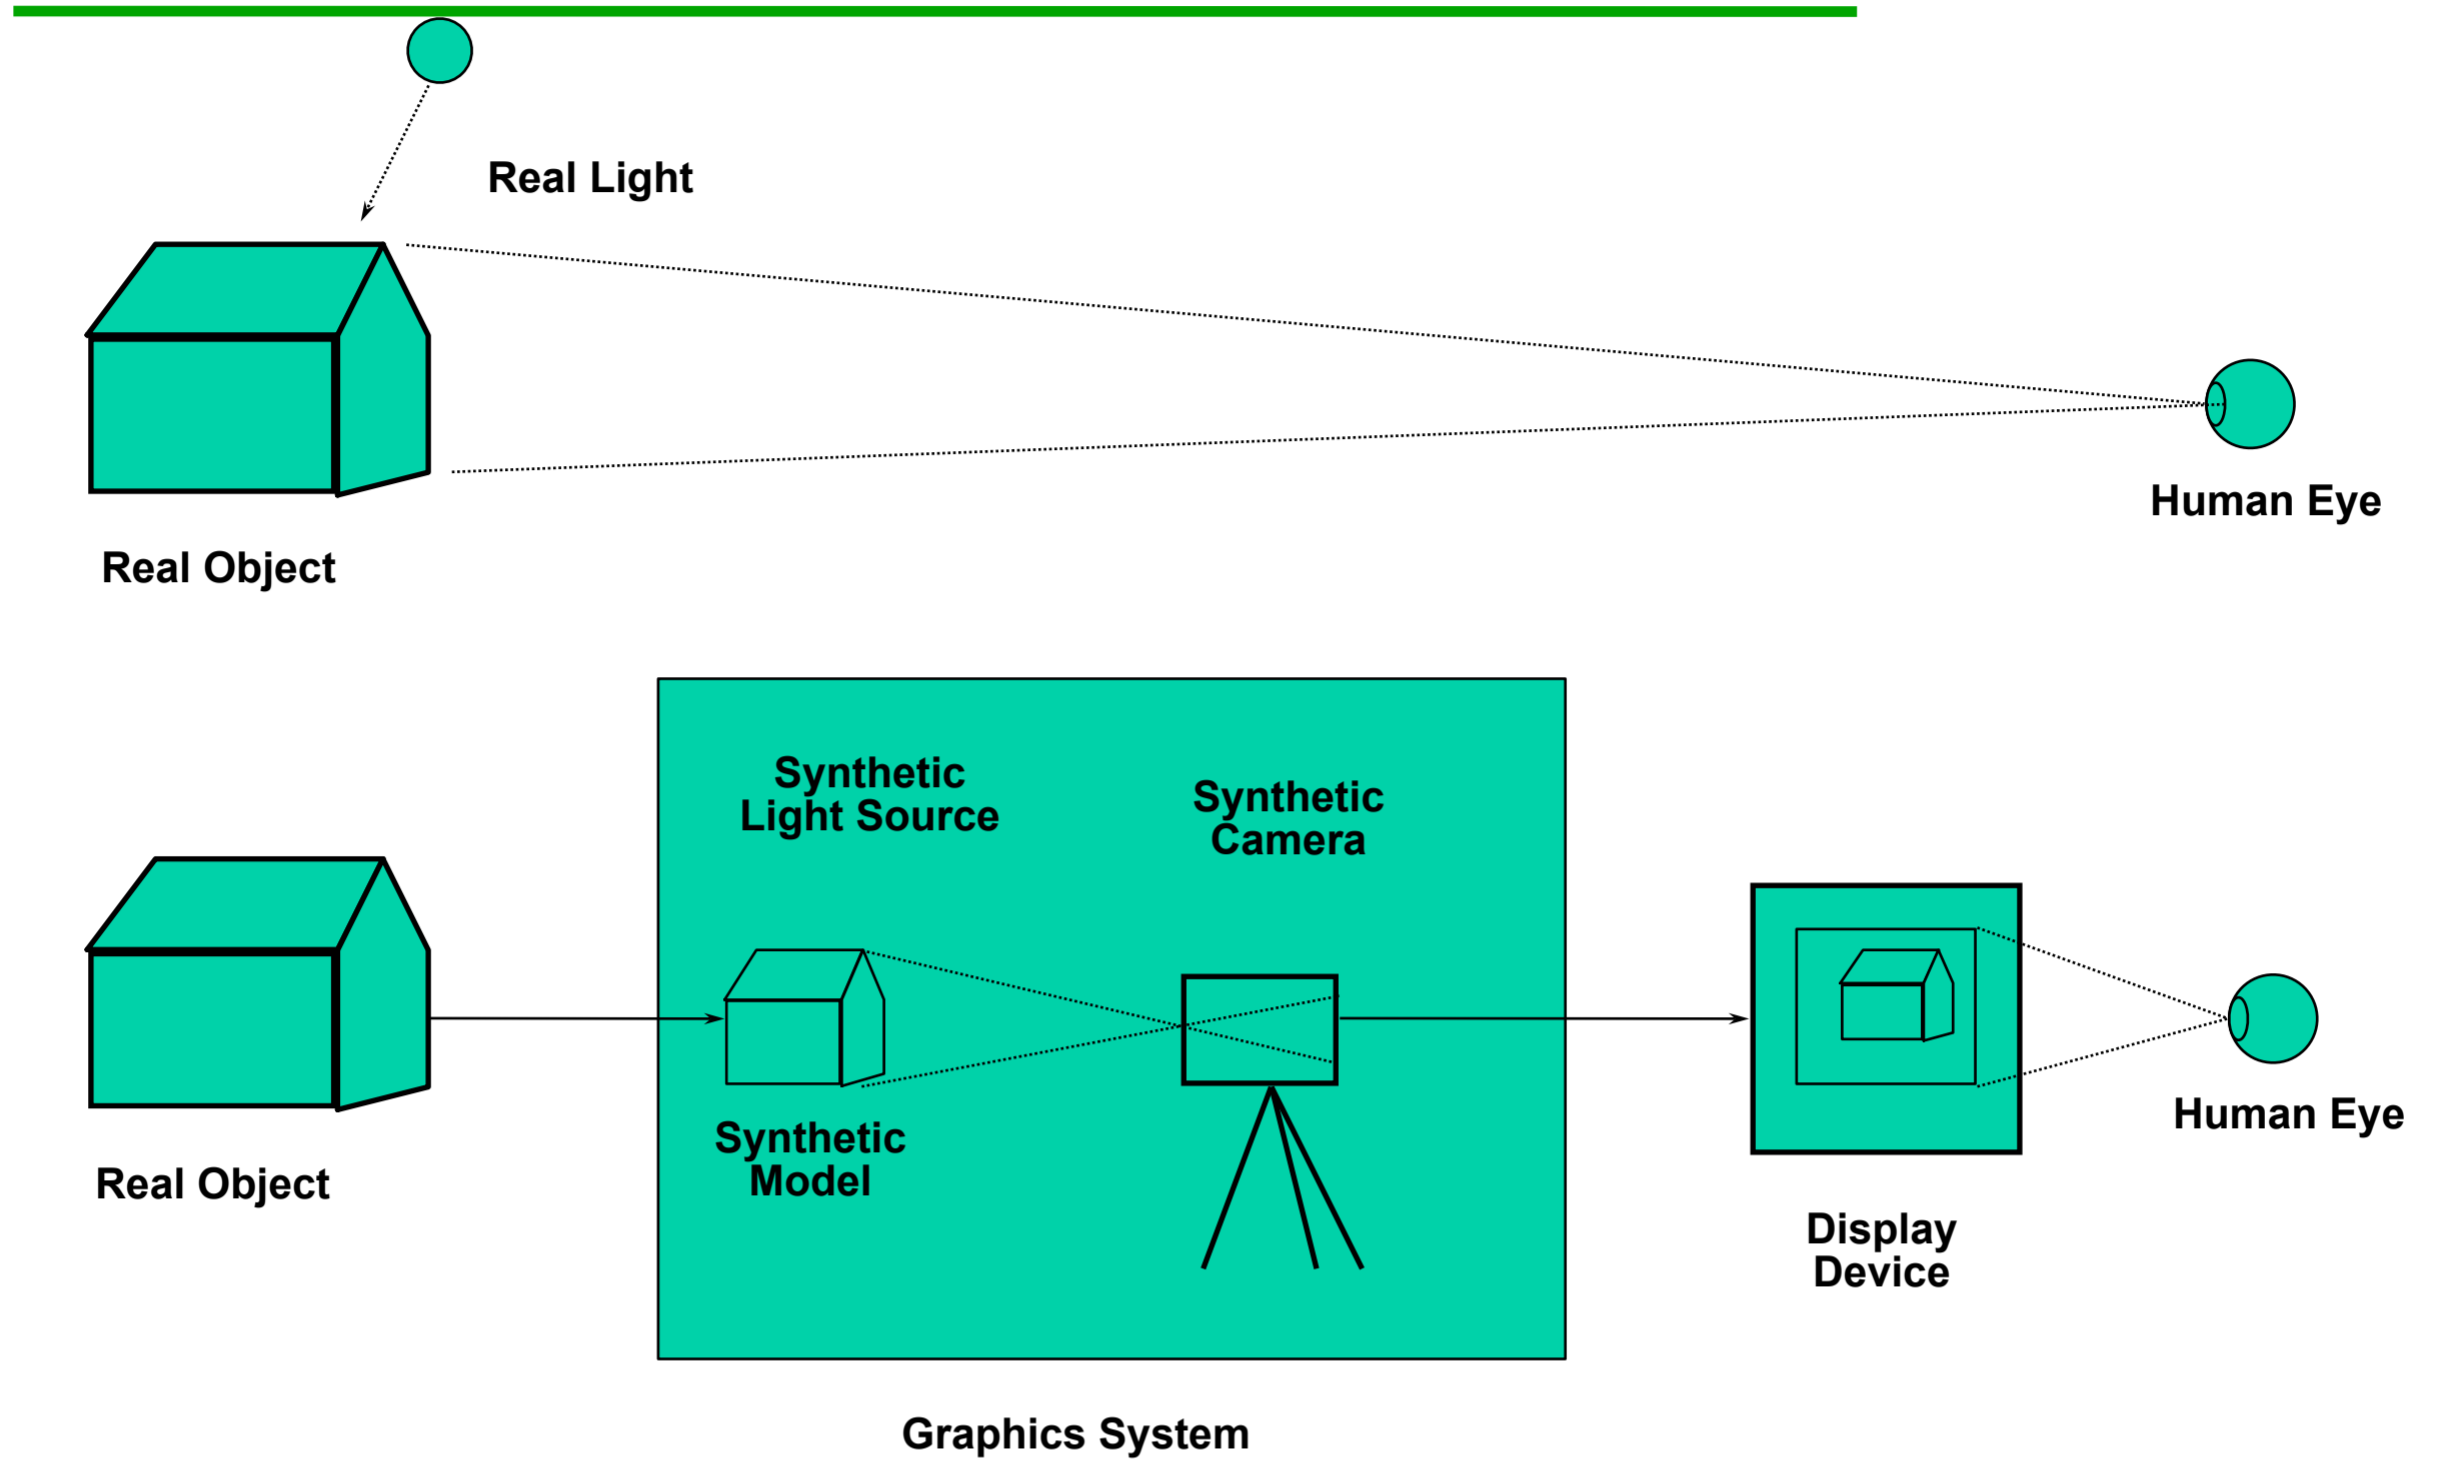 Real Light
Human Eye
Real Object
Synthetic
Light Source
Synthetic
Camera
Synthetic
Model
Real Object
Human Eye
Display
Device
Graphics System